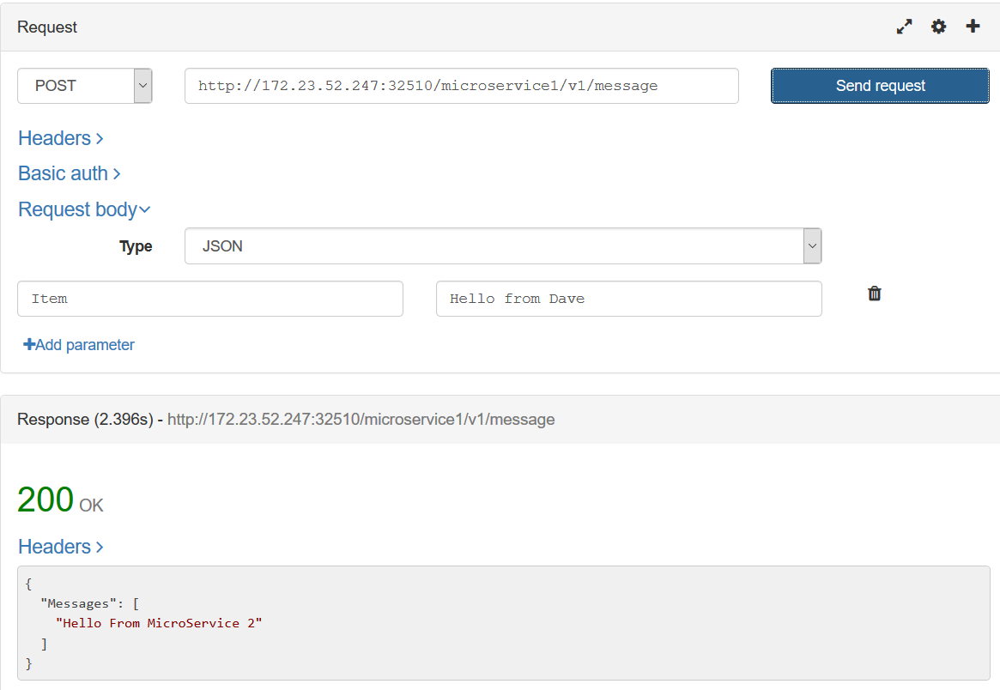 Request
POST http://172.23.52.247:32510/microservice1/v1/message Send request
Headers
Basic auth
Request body
Type JSON
Item Hello from Dave
Add parameter
Response (2.396s) - http://172.23.52.247:32510/microservice1/v1/message
200 OK
Headers
{
"Messages": [
"Hello From MicroService 2"
]
}